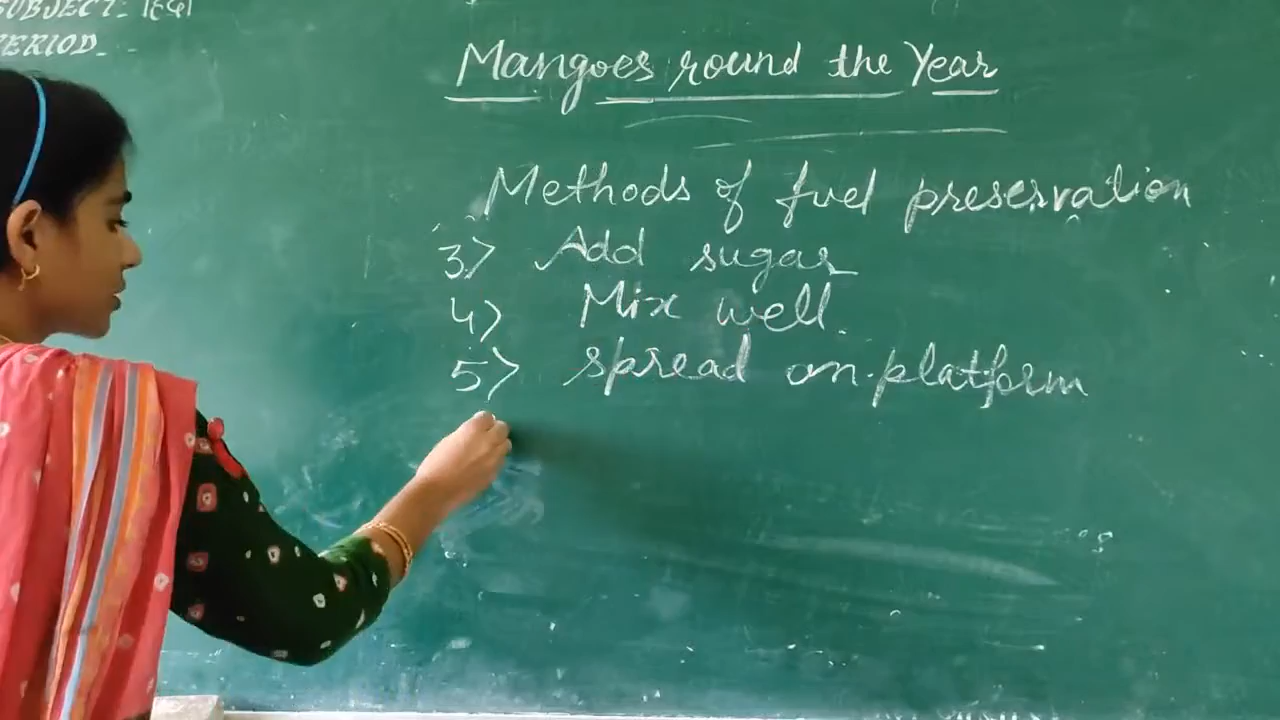 SUBJECT:
PERIOD
Mangoes round the Year
Methods of fuel preservation
3> Add sugar
4> Mix well.
5> spread on platform